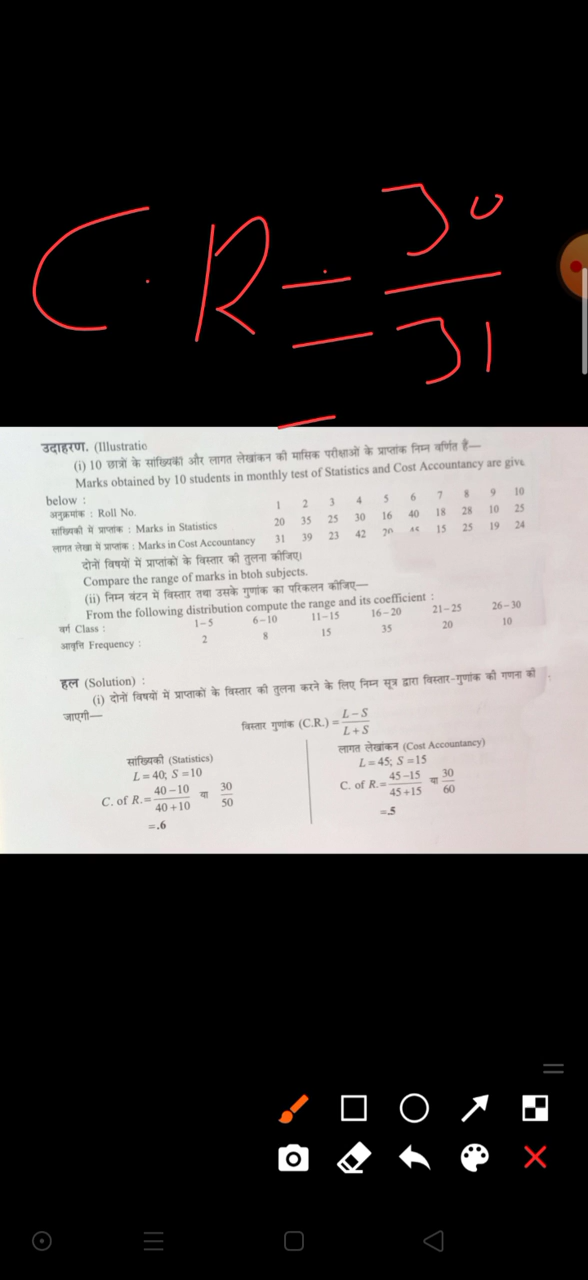 C. R = 30
31
उदाहरण. (Illustratio
(i) 10 छात्रों के सांख्यिकी और लागत लेखांकन की मासिक परीक्षाओं के प्राप्तांक निम्न वर्णित है—
Marks obtained by 10 students in monthly test of Statistics and Cost Accountancy are give
below :
अनुक्रमांक : Roll No. 1 2 3 4 5 6 7 8 9 10
सांख्यिकी में प्राप्तांक : Marks in Statistics 20 35 25 30 16 40 18 28 10 25
लागत लेखा में प्राप्तांक : Marks in Cost Accountancy 31 39 23 42 20 45 15 25 19 24
दोनों विषयों में प्राप्तांकों के विस्तार की तुलना कीजिए।
Compare the range of marks in btoh subjects.
(ii) निम्न वंटन में विस्तार तथा उसके गुणांक का परिकलन कीजिए—
From the following distribution compute the range and its coefficient :
वर्ग Class : 1–5 6–10 11–15 16–20 21–25 26–30
आवृत्ति Frequency : 2 8 15 35 20 10
हल (Solution) :
(i) दोनों विषयों में प्राप्ताकों के विस्तार की तुलना करने के लिए निम्न सूत्र द्वारा विस्तार-गुणांक की गणना की
जाएगी—
विस्तार गुणांक (C.R.) = L−S
L+S
सांख्यिकी (Statistics)
L=40; S=10
C. of R.= 40−10 या 30
40+10 50
=.6
लागत लेखांकन (Cost Accountancy)
L=45; S=15
C. of R.= 45−15 या 30
45+15 60
=.5